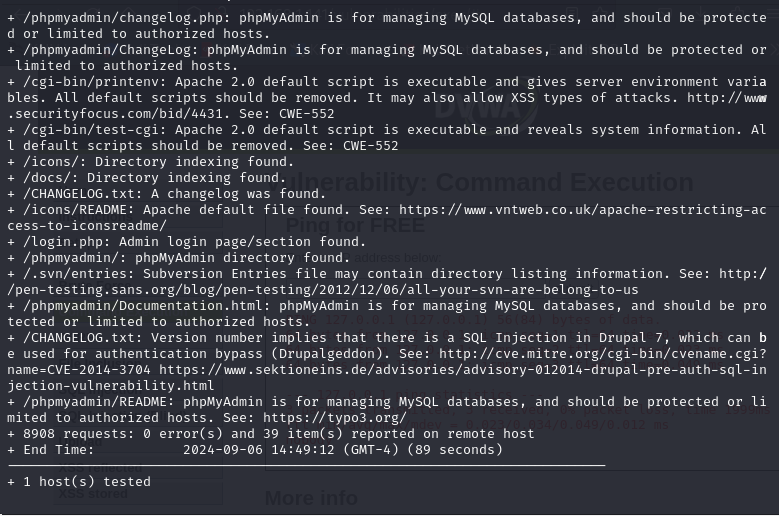 + /phpmyadmin/changelog.php: phpMyAdmin is for managing MySQL databases, and should be protecte
d or limited to authorized hosts.
+ /phpmyadmin/ChangeLog: phpMyAdmin is for managing MySQL databases, and should be protected or
 limited to authorized hosts.
+ /cgi-bin/printenv: Apache 2.0 default script is executable and gives server environment varia
bles. All default scripts should be removed. It may also allow XSS types of attacks. http://www
.securityfocus.com/bid/4431. See: CWE-552
+ /cgi-bin/test-cgi: Apache 2.0 default script is executable and reveals system information. Al
l default scripts should be removed. See: CWE-552
+ /icons/: Directory indexing found.
+ /docs/: Directory indexing found.
+ /CHANGELOG.txt: A changelog was found.
+ /icons/README: Apache default file found. See: https://www.vntweb.co.uk/apache-restricting-ac
cess-to-iconsreadme/
+ /login.php: Admin login page/section found.
+ /phpmyadmin/: phpMyAdmin directory found.
+ /.svn/entries: Subversion Entries file may contain directory listing information. See: http:/
/pen-testing.sans.org/blog/pen-testing/2012/12/06/all-your-svn-are-belong-to-us
+ /phpmyadmin/Documentation.html: phpMyAdmin is for managing MySQL databases, and should be pro
tected or limited to authorized hosts.
+ /CHANGELOG.txt: Version number implies that there is a SQL Injection in Drupal 7, which can b
e used for authentication bypass (Drupalgeddon). See: http://cve.mitre.org/cgi-bin/cvename.cgi?
name=CVE-2014-3704 https://www.sektioneins.de/advisories/advisory-012014-drupal-pre-auth-sql-in
jection-vulnerability.html
+ /phpmyadmin/README: phpMyAdmin is for managing MySQL databases, and should be protected or li
mited to authorized hosts. See: https://typo3.org/
+ 8908 requests: 0 error(s) and 39 item(s) reported on remote host
+ End Time:           2024-09-06 14:49:12 (GMT-4) (89 seconds)
+ 1 host(s) tested
DVWA
Vulnerability: Command Execution
Ping for FREE
address below:
XSS reflected
XSS stored
More info